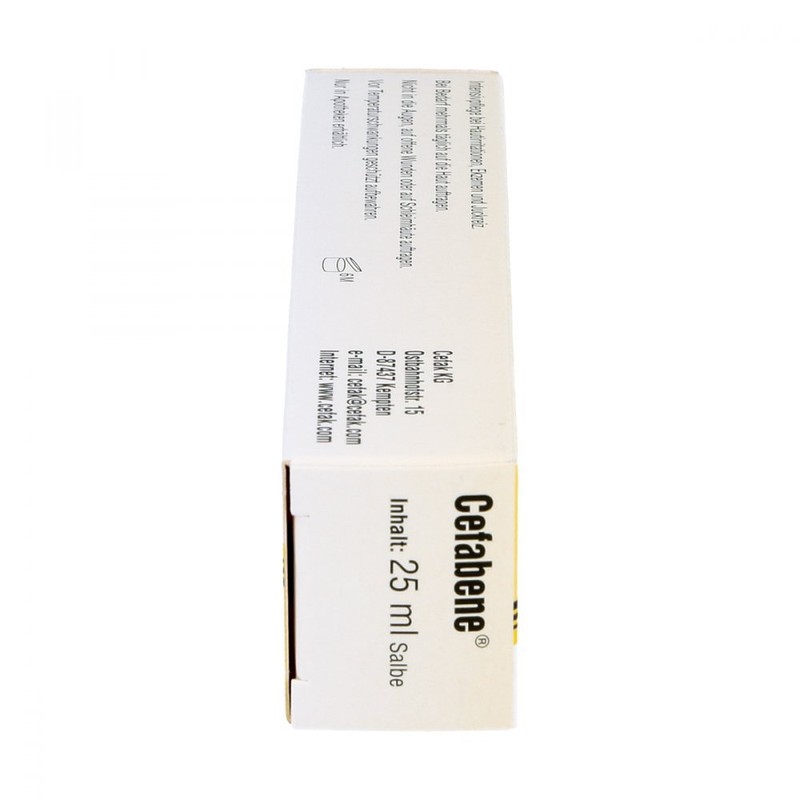 Intensivpflege bei Hautirritationen, Ekzemen und Juckreiz.
Bei Bedarf mehrmals täglich auf die Haut auftragen.
Nicht in die Augen, auf offene Wunden oder auf Schleimhäute auftragen.
Vor Temperaturschwankungen geschützt aufbewahren.
Nur in Apotheken erhältlich.
6M
Cefak KG
Ostbahnhofstr. 15
D-87437 Kempten
e-mail: cefak@cefak.com
Internet: www.cefak.com
Cefabene®
Inhalt: 25 ml Salbe